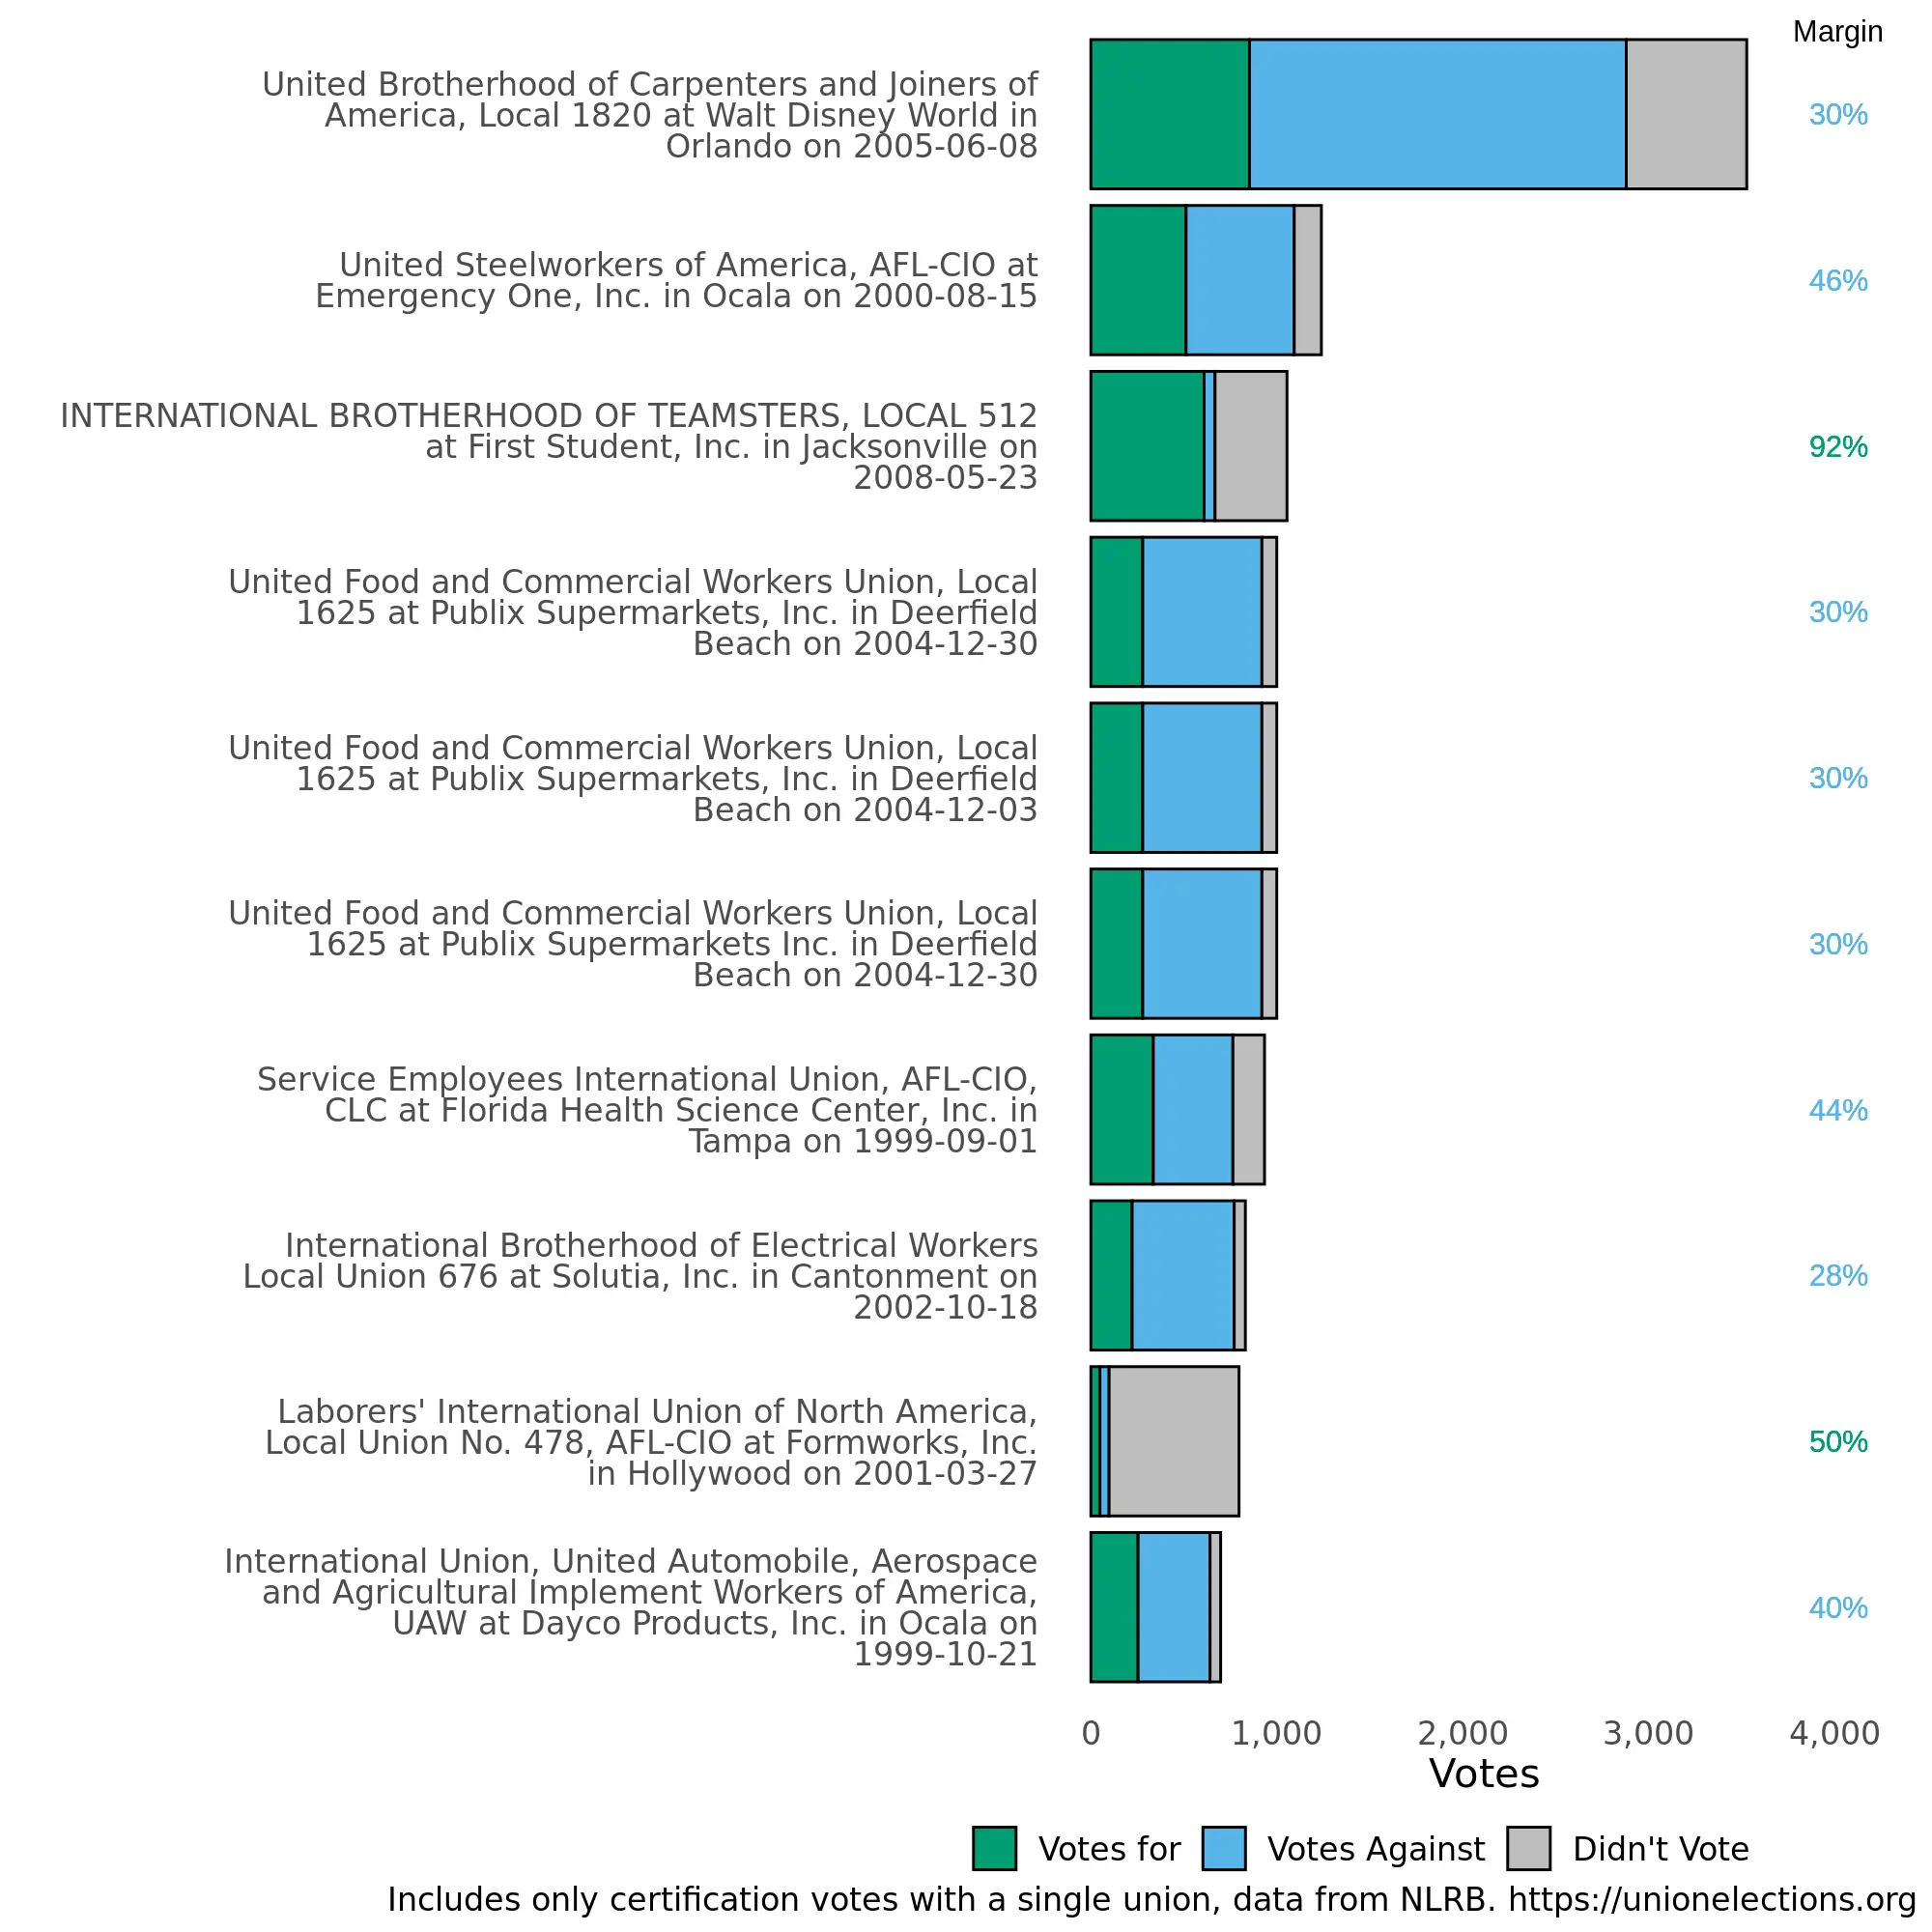 Margin
United Brotherhood of Carpenters and Joiners of
America, Local 1820 at Walt Disney World in
Orlando on 2005-06-08
30%
United Steelworkers of America, AFL-CIO at
Emergency One, Inc. in Ocala on 2000-08-15
46%
INTERNATIONAL BROTHERHOOD OF TEAMSTERS, LOCAL 512
at First Student, Inc. in Jacksonville on
2008-05-23
92%
United Food and Commercial Workers Union, Local
1625 at Publix Supermarkets, Inc. in Deerfield
Beach on 2004-12-30
30%
United Food and Commercial Workers Union, Local
1625 at Publix Supermarkets, Inc. in Deerfield
Beach on 2004-12-03
30%
United Food and Commercial Workers Union, Local
1625 at Publix Supermarkets Inc. in Deerfield
Beach on 2004-12-30
30%
Service Employees International Union, AFL-CIO,
CLC at Florida Health Science Center, Inc. in
Tampa on 1999-09-01
44%
International Brotherhood of Electrical Workers
Local Union 676 at Solutia, Inc. in Cantonment on
2002-10-18
28%
Laborers' International Union of North America,
Local Union No. 478, AFL-CIO at Formworks, Inc.
in Hollywood on 2001-03-27
50%
International Union, United Automobile, Aerospace
and Agricultural Implement Workers of America,
UAW at Dayco Products, Inc. in Ocala on
1999-10-21
40%
0 1,000 2,000 3,000 4,000
Votes
Votes for Votes Against Didn't Vote
Includes only certification votes with a single union, data from NLRB. https://unionelections.org